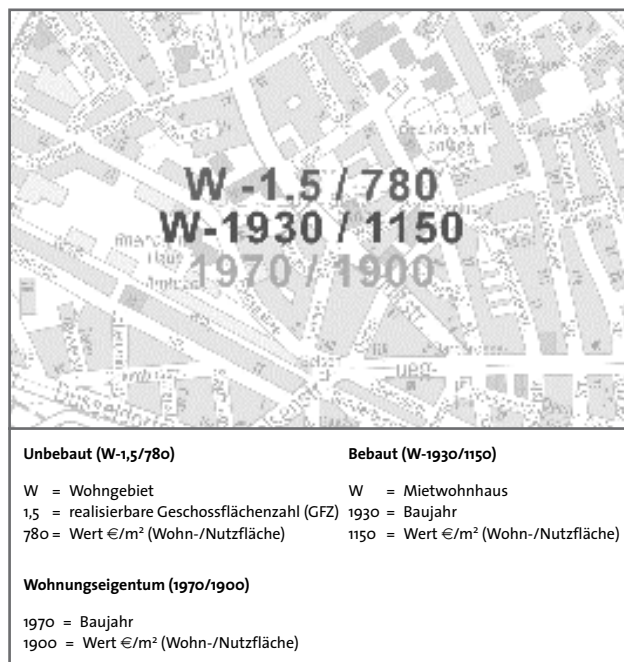 W -1.5 / 780
W-1930 / 1150
1970 / 1900
Unbebaut (W-1,5/780)
W = Wohngebiet
1,5 = realisierbare Geschossflächenzahl (GFZ)
780 = Wert €/m² (Wohn-/Nutzfläche)
Bebaut (W-1930/1150)
W = Mietwohnhaus
1930 = Baujahr
1150 = Wert €/m² (Wohn-/Nutzfläche)
Wohnungseigentum (1970/1900)
1970 = Baujahr
1900 = Wert €/m² (Wohn-/Nutzfläche)